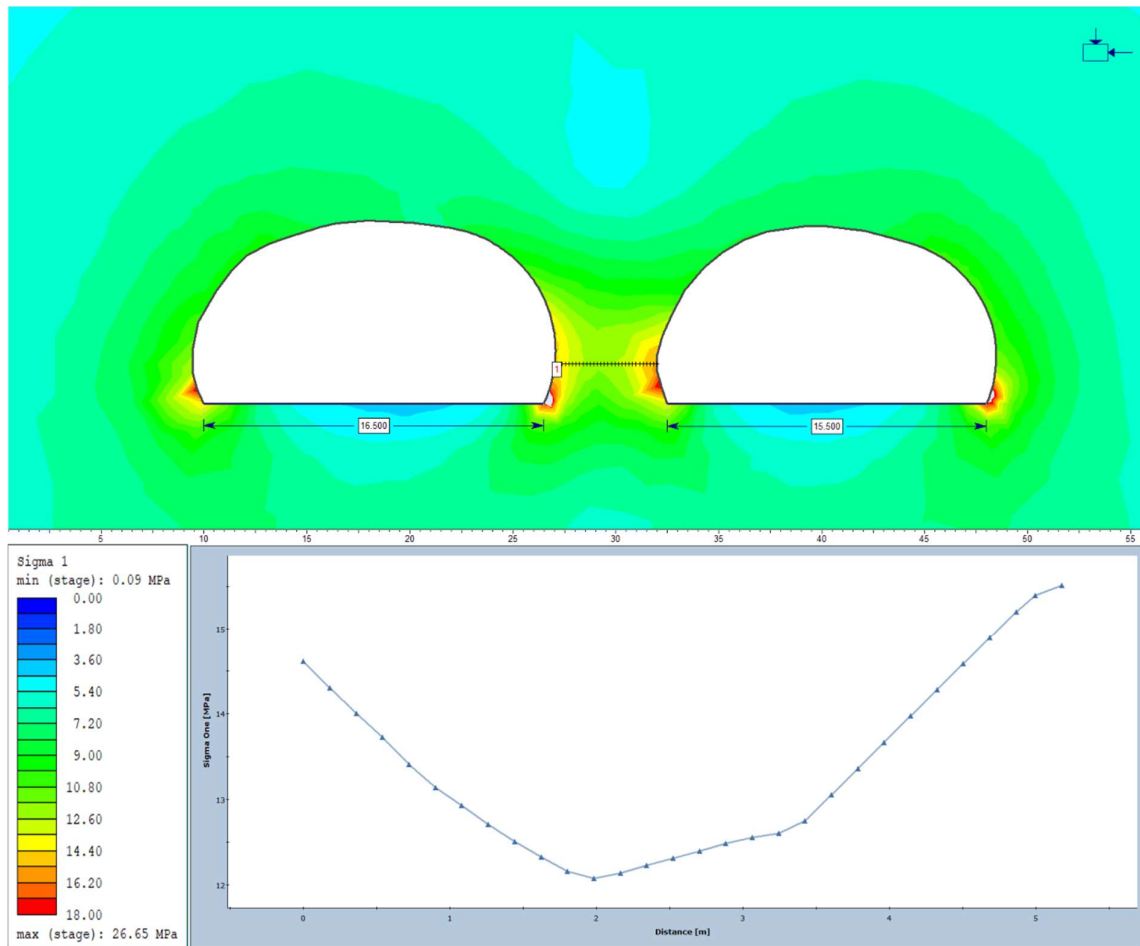 1
16.500
15.500
5 10 15 20 25 30 35 40 45 50 55
Sigma 1
min (stage): 0.09 MPa
0.00
1.80
3.60
5.40
7.20
9.00
10.80
12.60
14.40
16.20
18.00
max (stage): 26.65 MPa
Sigma One [MPa]
15
14
13
12
0 1 2 3 4 5
Distance [m]